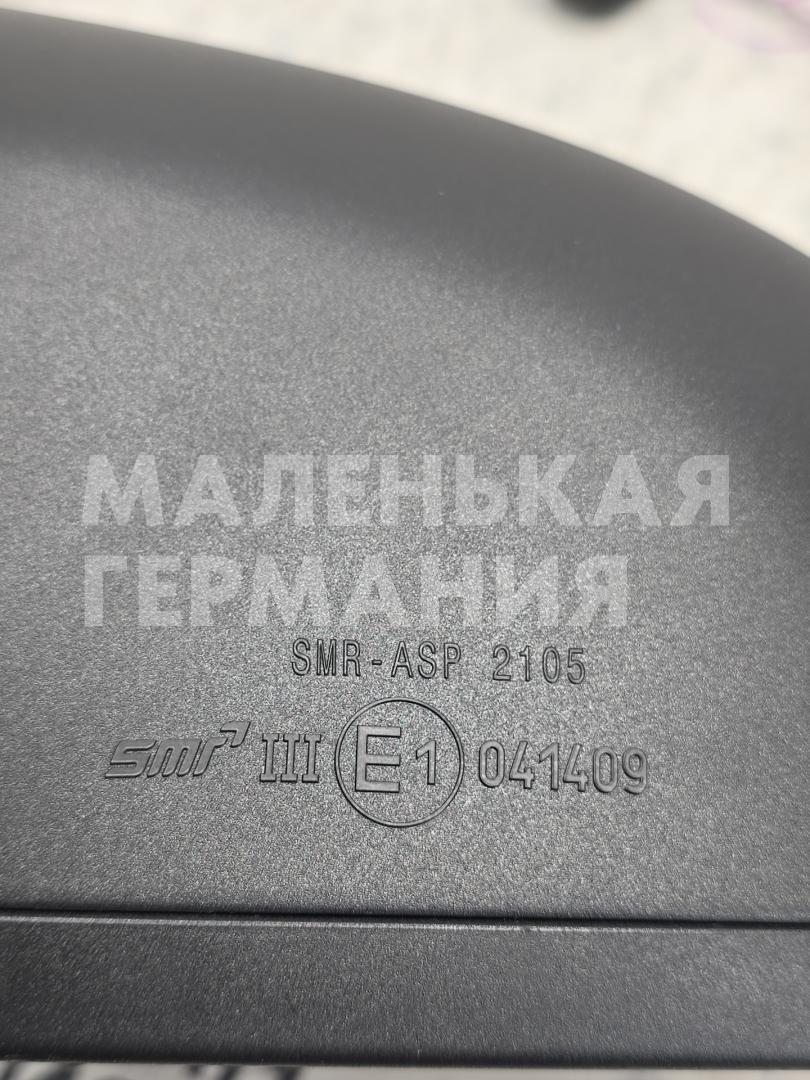 МАЛЕНЬКАЯ
ГЕРМАНИЯ
SMR-ASP 2105
smr III E1 041409